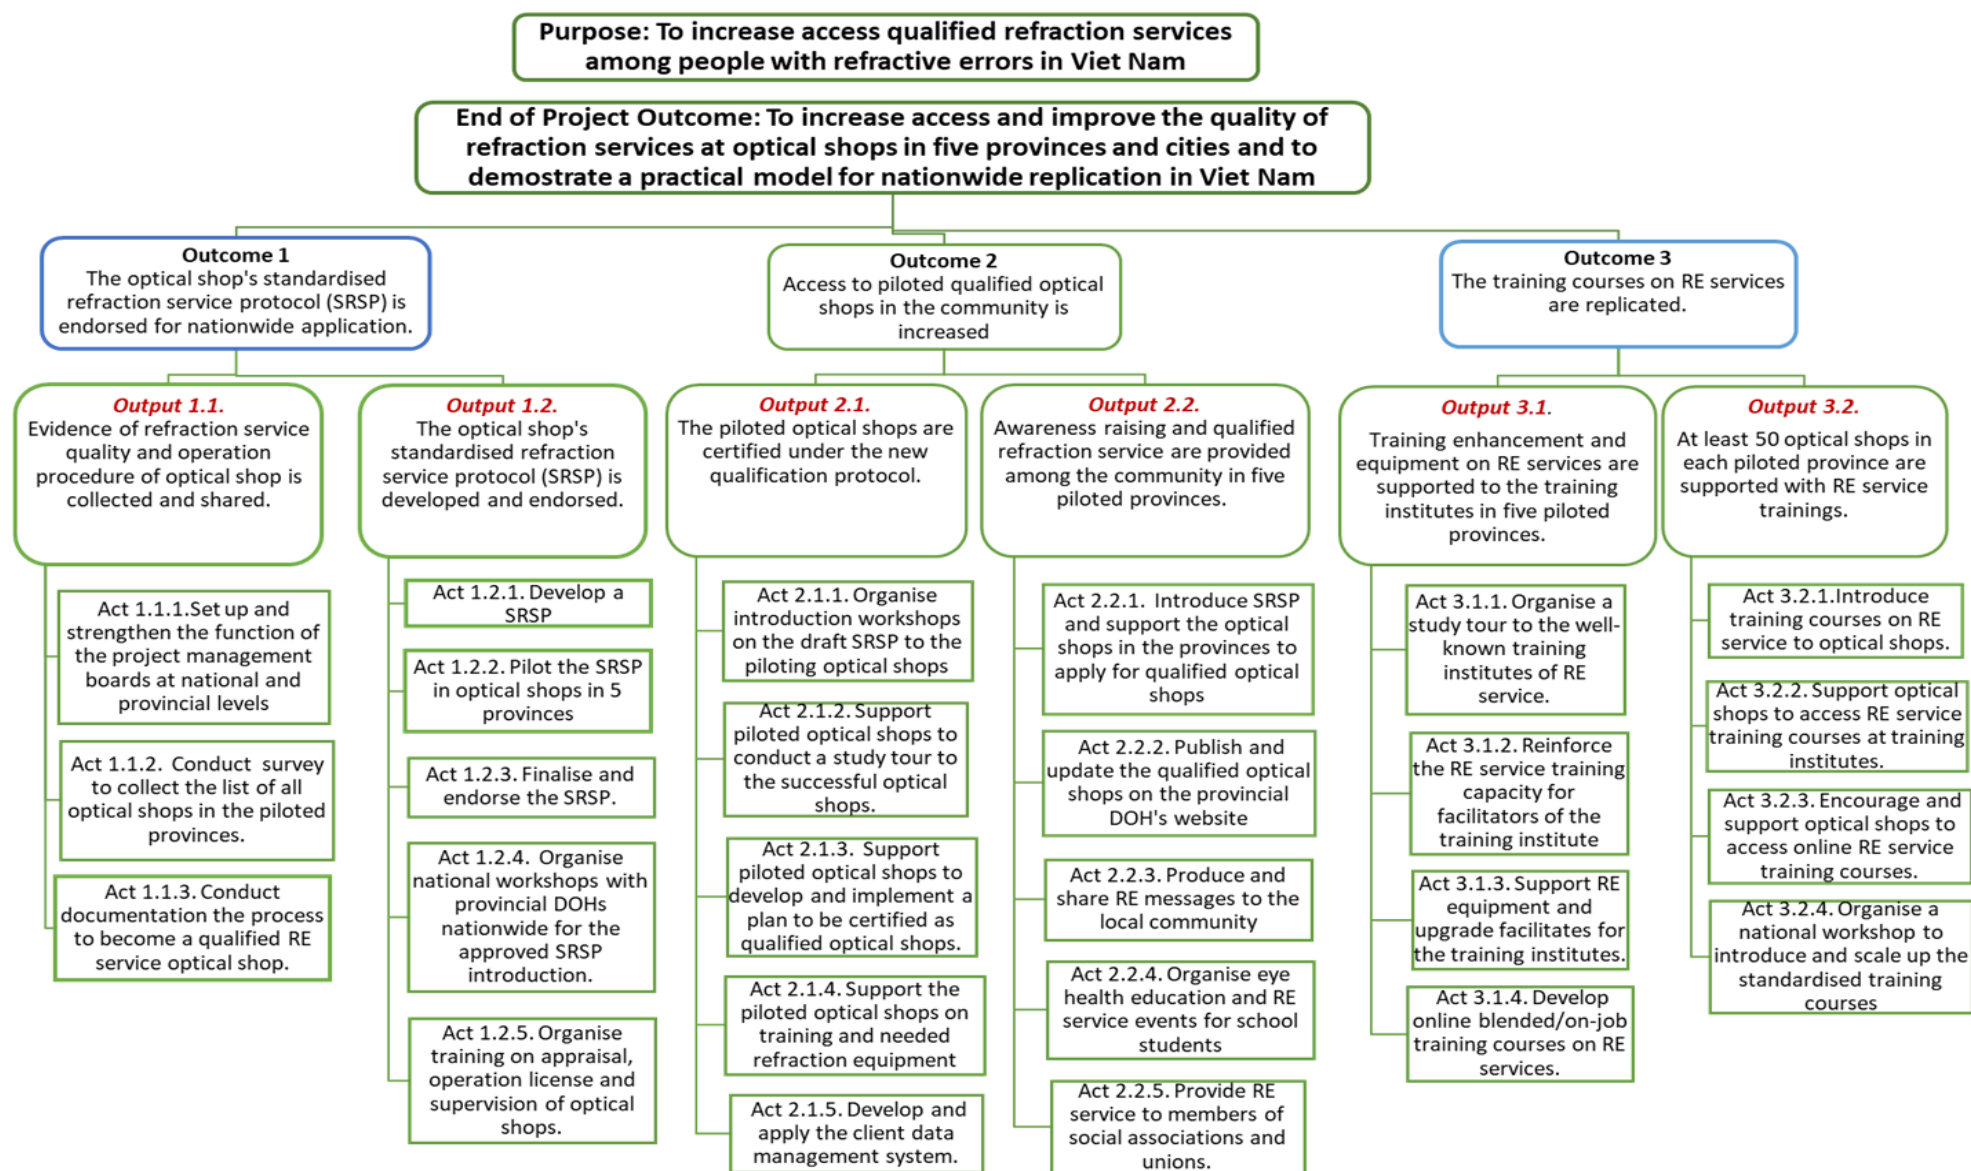 Purpose: To increase access qualified refraction services
among people with refractive errors in Viet Nam
End of Project Outcome: To increase access and improve the quality of
refraction services at optical shops in five provinces and cities and to
demostrate a practical model for nationwide replication in Viet Nam
Outcome 1
The optical shop's standardised
refraction service protocol (SRSP) is
endorsed for nationwide application.
Outcome 2
Access to piloted qualified optical
shops in the community is
increased
Outcome 3
The training courses on RE services
are replicated.
Output 1.1.
Evidence of refraction service
quality and operation
procedure of optical shop is
collected and shared.
Output 1.2.
The optical shop's
standardised refraction
service protocol (SRSP) is
developed and endorsed.
Output 2.1.
The piloted optical shops are
certified under the new
qualification protocol.
Output 2.2.
Awareness raising and qualified
refraction service are provided
among the community in five
piloted provinces.
Output 3.1.
Training enhancement and
equipment on RE services are
supported to the training
institutes in five piloted
provinces.
Output 3.2.
At least 50 optical shops in
each piloted province are
supported with RE service
trainings.
Act 1.1.1.Set up and
strengthen the function of
the project management
boards at national and
provincial levels
Act 1.1.2. Conduct survey
to collect the list of all
optical shops in the piloted
provinces.
Act 1.1.3. Conduct
documentation the process
to become a qualified RE
service optical shop.
Act 1.2.1. Develop a
SRSP
Act 1.2.2. Pilot the SRSP
in optical shops in 5
provinces
Act 1.2.3. Finalise and
endorse the SRSP.
Act 1.2.4. Organise
national workshops with
provincial DOHs
nationwide for the
approved SRSP
introduction.
Act 1.2.5. Organise
training on appraisal,
operation license and
supervision of optical
shops.
Act 2.1.1. Organise
introduction workshops
on the draft SRSP to the
piloting optical shops
Act 2.1.2. Support
piloted optical shops to
conduct a study tour to
the successful optical
shops.
Act 2.1.3. Support
piloted optical shops to
develop and implement a
plan to be certified as
qualified optical shops.
Act 2.1.4. Support the
piloted optical shops on
training and needed
refraction equipment
Act 2.1.5. Develop and
apply the client data
management system.
Act 2.2.1. Introduce SRSP
and support the optical
shops in the provinces to
apply for qualified optical
shops
Act 2.2.2. Publish and
update the qualified optical
shops on the provincial
DOH's website
Act 2.2.3. Produce and
share RE messages to the
local community
Act 2.2.4. Organise eye
health education and RE
service events for school
students
Act 2.2.5. Provide RE
service to members of
social associations and
unions.
Act 3.1.1. Organise a
study tour to the well-
known training
institutes of RE
service.
Act 3.1.2. Reinforce
the RE service training
capacity for
facilitators of the
training institute
Act 3.1.3. Support RE
equipment and
upgrade facilitates for
the training institutes.
Act 3.1.4. Develop
online blended/on-job
training courses on RE
services.
Act 3.2.1.Introduce
training courses on RE
service to optical shops.
Act 3.2.2. Support optical
shops to access RE service
training courses at training
institutes.
Act 3.2.3. Encourage and
support optical shops to
access online RE service
training courses.
Act 3.2.4. Organise a
national workshop to
introduce and scale up the
standardised training
courses